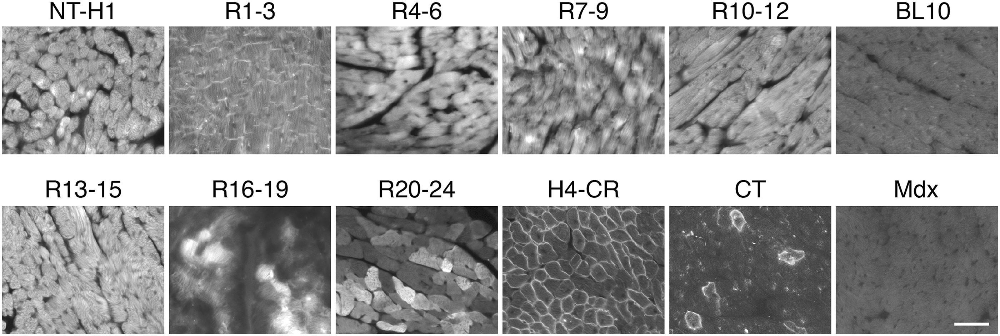 NT-H1 R1-3 R4-6 R7-9 R10-12 BL10
R13-15 R16-19 R20-24 H4-CR CT Mdx